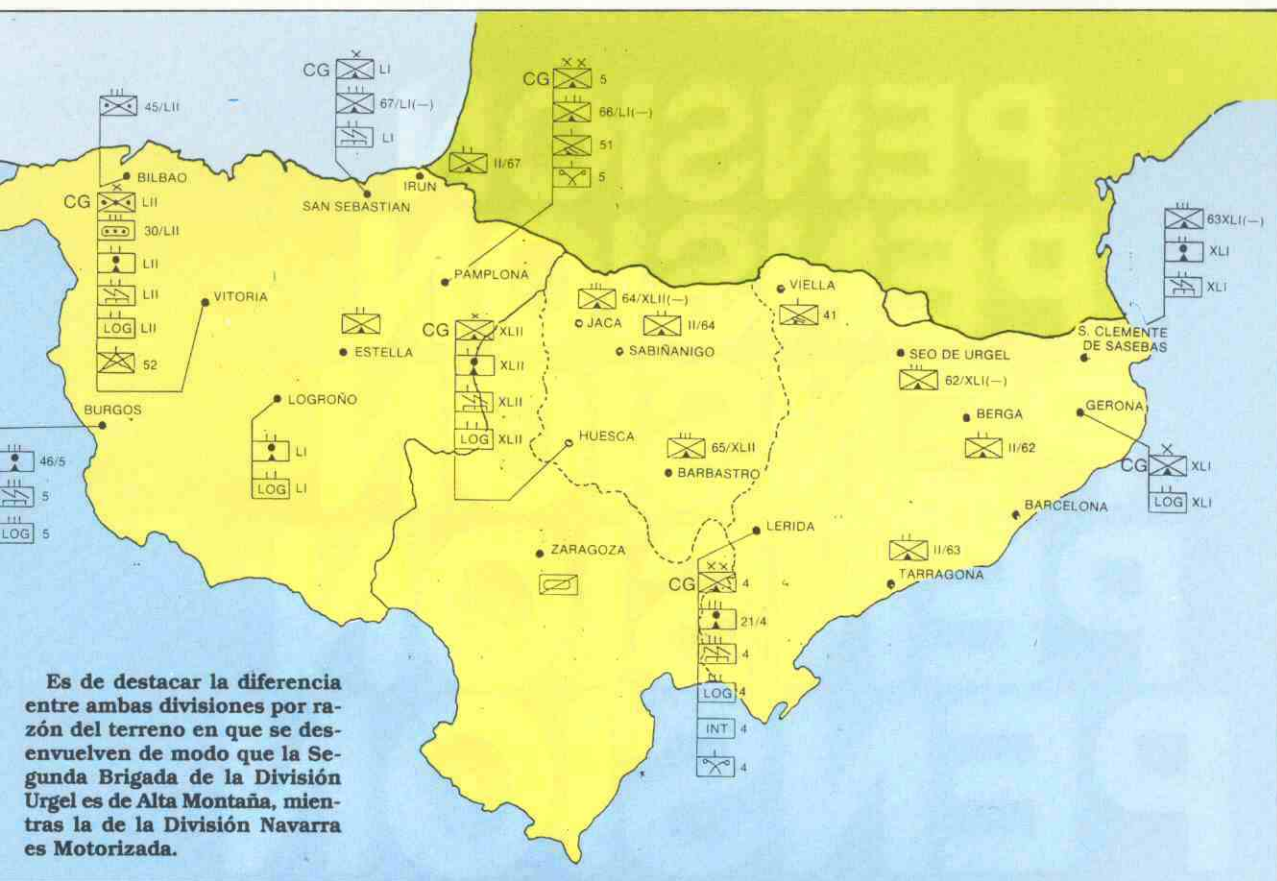 45/LII
BILBAO
CG LII
30/LII
LII
LII
LOG LII
52
VITORIA
BURGOS
46/5
5
LOG 5
CG LI
67/LI(—)
LI
SAN SEBASTIAN
II/67
IRUN
CG 5
66/LI(—)
51
5
PAMPLONA
ESTELLA
LOGROÑO
LI
LOG LI
CG XLII
XLII
XLII
LOG XLII
HUESCA
64/XLII(—)
JACA
II/64
SABIÑANIGO
65/XLII
BARBASTRO
ZARAGOZA
VIELLA
41
SEO DE URGEL
62/XLI(—)
BERGA
II/62
63XLI(—)
XLI
XLI
S. CLEMENTE
DE SASEBAS
GERONA
CG XLI
LOG XLI
BARCELONA
II/63
TARRAGONA
LERIDA
CG 4
21/4
4
LOG 4
INT 4
4
Es de destacar la diferencia
entre ambas divisiones por ra-
zón del terreno en que se des-
envuelven de modo que la Se-
gunda Brigada de la División
Urgel es de Alta Montaña, mien-
tras la de la División Navarra
es Motorizada.